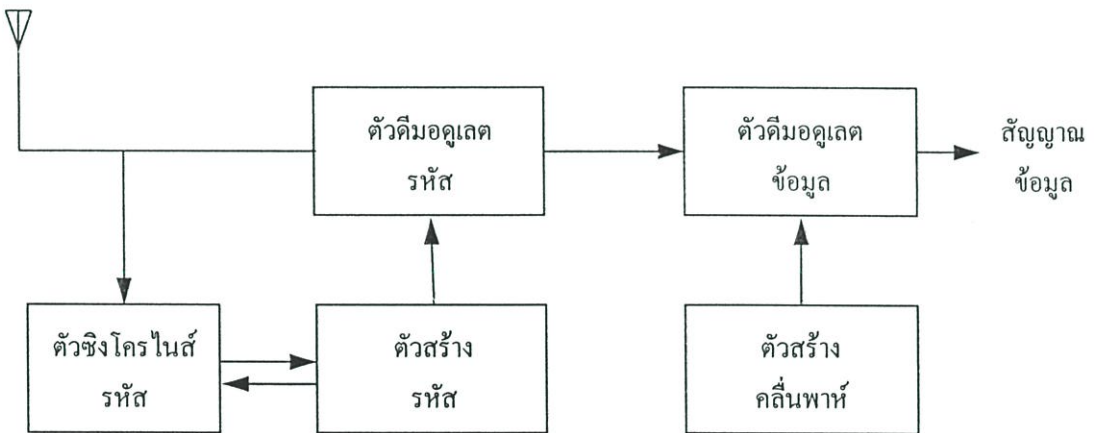 ตัวดีมอดูเลต
รหัส
ตัวดีมอดูเลต
ข้อมูล
สัญญาณ
ข้อมูล
ตัวซิงโครไนส์
รหัส
ตัวสร้าง
รหัส
ตัวสร้าง
คลื่นพาห์